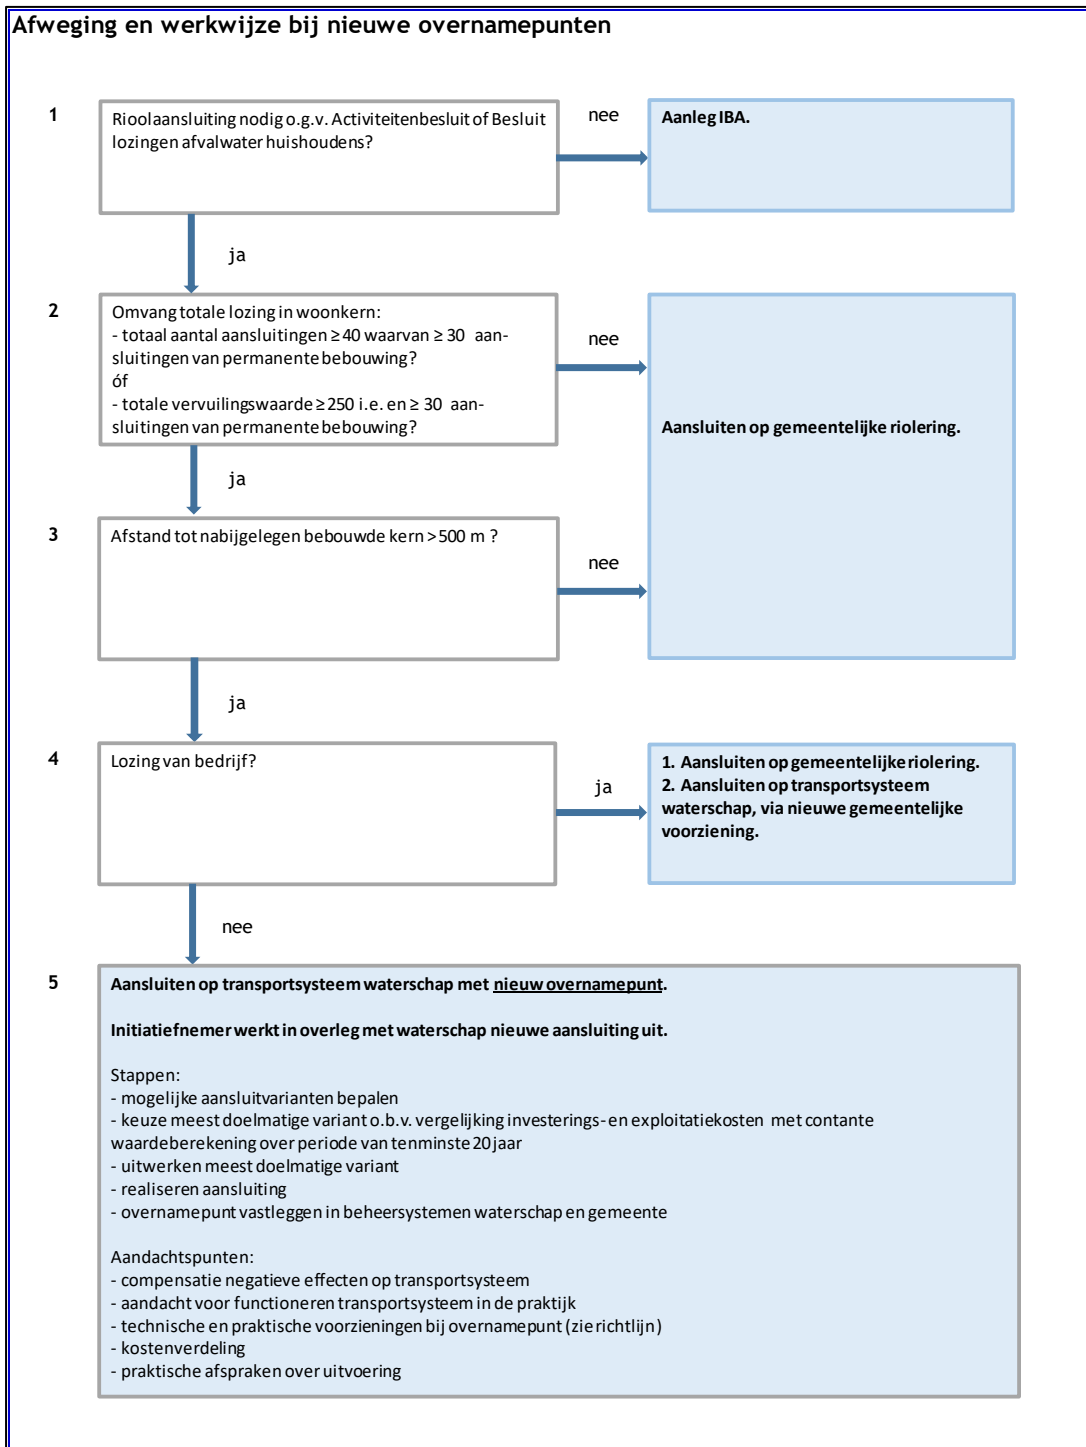 Afweging en werkwijze bij nieuwe overnamepunten
1
Rioolaansluiting nodig o.g.v. Activiteitenbesluit of Besluit
lozingen afvalwater huishoudens?
nee
Aanleg IBA.
ja
2
Omvang totale lozing in woonkern:
- totaal aantal aansluitingen ≥ 40 waarvan ≥ 30 aan-
sluitingen van permanente bebouwing?
óf
- totale vervuilingswaarde ≥ 250 i.e. en ≥ 30 aan-
sluitingen van permanente bebouwing?
nee
Aansluiten op gemeentelijke riolering.
ja
3
Afstand tot nabijgelegen bebouwde kern > 500 m ?
nee
ja
4
Lozing van bedrijf?
ja
1. Aansluiten op gemeentelijke riolering.
2. Aansluiten op transportsysteem
waterschap, via nieuwe gemeentelijke
voorziening.
nee
5
Aansluiten op transportsysteem waterschap met nieuw overnamepunt.
Initiatiefnemer werkt in overleg met waterschap nieuwe aansluiting uit.
Stappen:
- mogelijke aansluitvarianten bepalen
- keuze meest doelmatige variant o.b.v. vergelijking investerings- en exploitatiekosten met contante
waardeberekening over periode van tenminste 20 jaar
- uitwerken meest doelmatige variant
- realiseren aansluiting
- overnamepunt vastleggen in beheersystemen waterschap en gemeente
Aandachtspunten:
- compensatie negatieve effecten op transportsysteem
- aandacht voor functioneren transportsysteem in de praktijk
- technische en praktische voorzieningen bij overnamepunt (zie richtlijn)
- kostenverdeling
- praktische afspraken over uitvoering